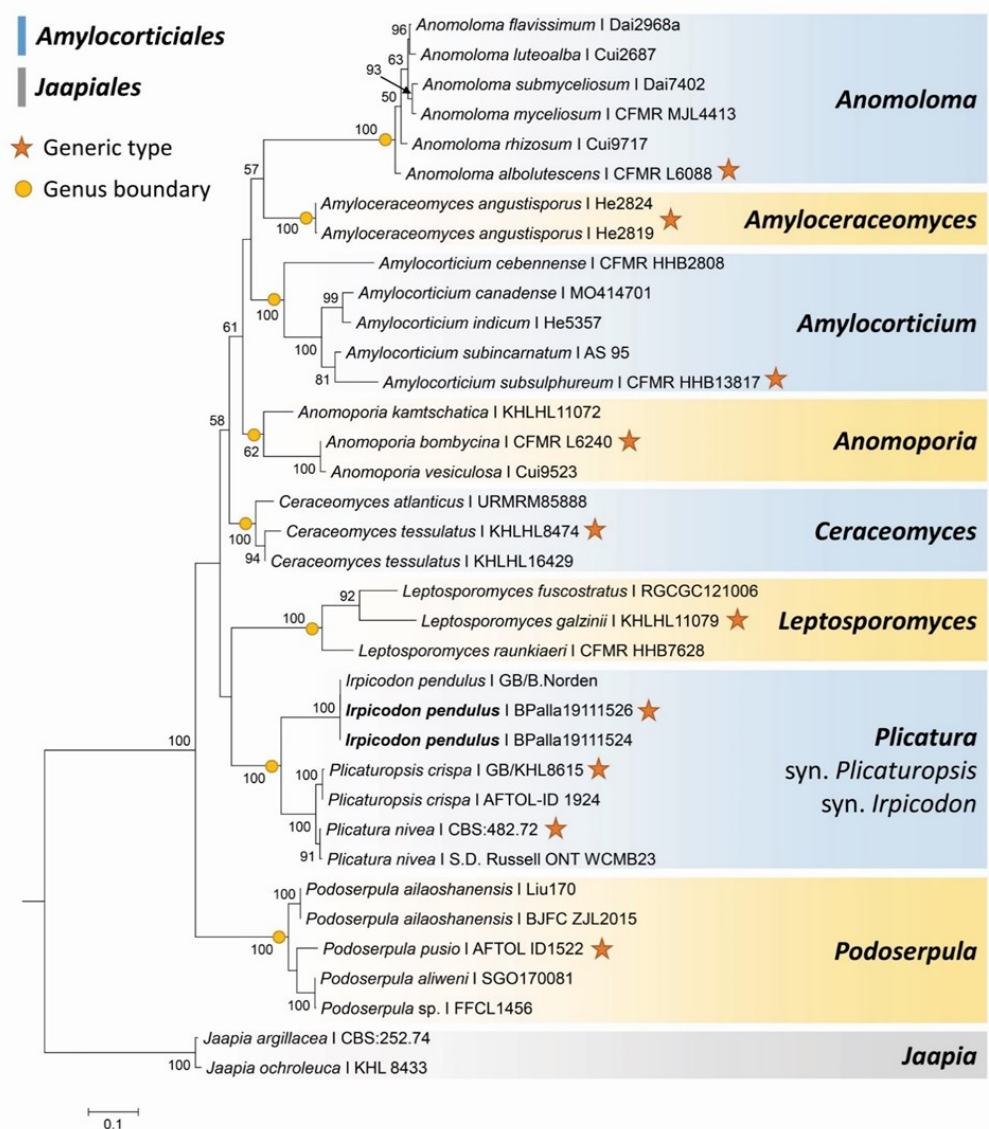 Amylocorticiales
Jaapiales
Generic type
Genus boundary
96
63
93
50
100
57
100
61
100
99
100
81
58
62
100
100
94
92
100
100
100
100
100
100
91
100
100
100
100
100
Anomoloma flavissimum I Dai2968a
Anomoloma luteoalba I Cui2687
Anomoloma submyceliosum I Dai7402
Anomoloma myceliosum I CFMR MJL4413
Anomoloma rhizosum I Cui9717
Anomoloma albolutescens I CFMR L6088
Anomoloma
Amyloceraceomyces angustisporus I He2824
Amyloceraceomyces angustisporus I He2819
Amyloceraceomyces
Amylocorticium cebennense I CFMR HHB2808
Amylocorticium canadense I MO414701
Amylocorticium indicum I He5357
Amylocorticium subincarnatum I AS 95
Amylocorticium subsulphureum I CFMR HHB13817
Amylocorticium
Anomoporia kamtschatica I KHLHL11072
Anomoporia bombycina I CFMR L6240
Anomoporia vesiculosa I Cui9523
Anomoporia
Ceraceomyces atlanticus I URMRM85888
Ceraceomyces tessulatus I KHLHL8474
Ceraceomyces tessulatus I KHLHL16429
Ceraceomyces
Leptosporomyces fuscostratus I RGCGC121006
Leptosporomyces galzinii I KHLHL11079
Leptosporomyces raunkiaeri I CFMR HHB7628
Leptosporomyces
Irpicodon pendulus I GB/B.Norden
Irpicodon pendulus I BPalla19111526
Irpicodon pendulus I BPalla19111524
Plicaturopsis crispa I GB/KHL8615
Plicaturopsis crispa I AFTOL-ID 1924
Plicatura nivea I CBS:482.72
Plicatura nivea I S.D. Russell ONT WCMB23
Plicatura
syn. Plicaturopsis
syn. Irpicodon
Podoserpula ailaoshanensis I Liu170
Podoserpula ailaoshanensis I BJFC ZJL2015
Podoserpula pusio I AFTOL ID1522
Podoserpula aliweni I SGO170081
Podoserpula sp. I FFCL1456
Podoserpula
Jaapia argillacea I CBS:252.74
Jaapia ochroleuca I KHL 8433
Jaapia
0.1